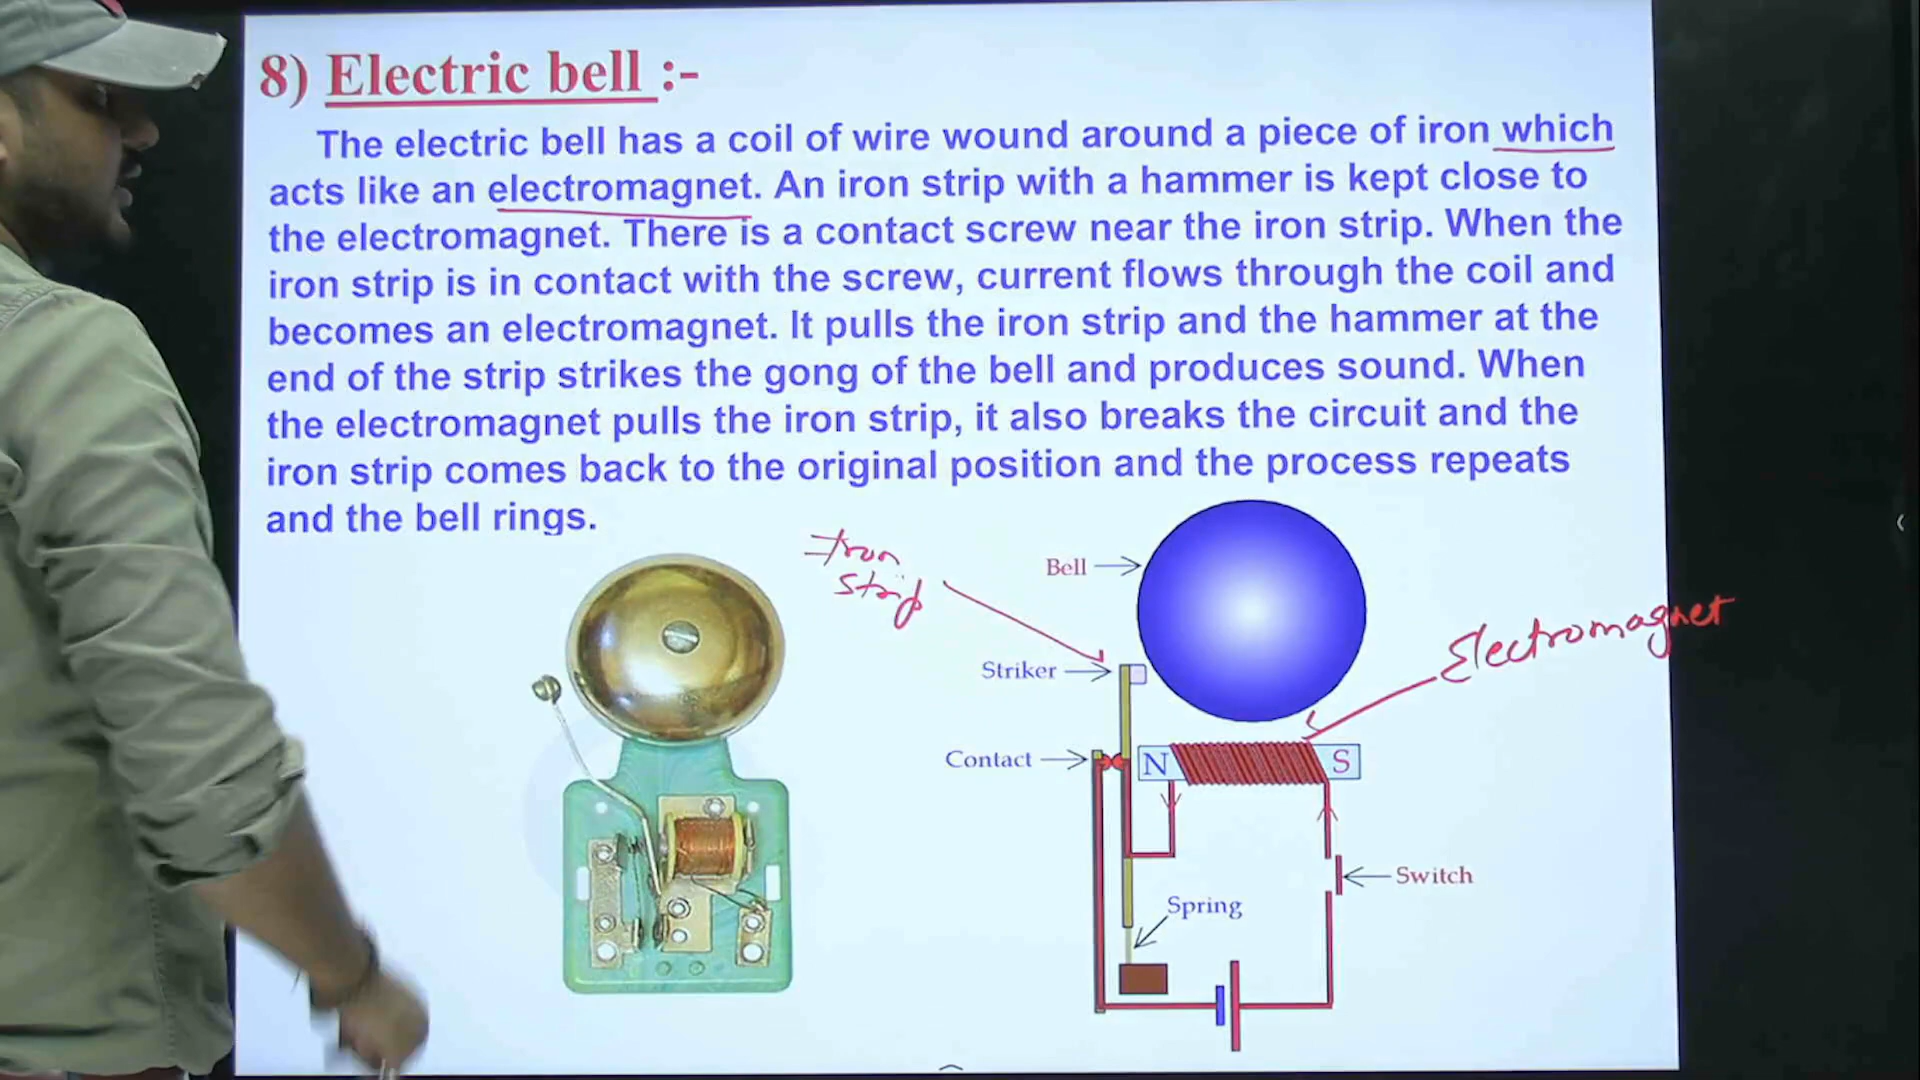 8) Electric bell :-
The electric bell has a coil of wire wound around a piece of iron which
acts like an electromagnet. An iron strip with a hammer is kept close to
the electromagnet. There is a contact screw near the iron strip. When the
iron strip is in contact with the screw, current flows through the coil and
becomes an electromagnet. It pulls the iron strip and the hammer at the
end of the strip strikes the gong of the bell and produces sound. When
the electromagnet pulls the iron strip, it also breaks the circuit and the
iron strip comes back to the original position and the process repeats
and the bell rings.
Iron
Strip
Bell
Electromagnet
Striker
Contact
N
S
Switch
Spring